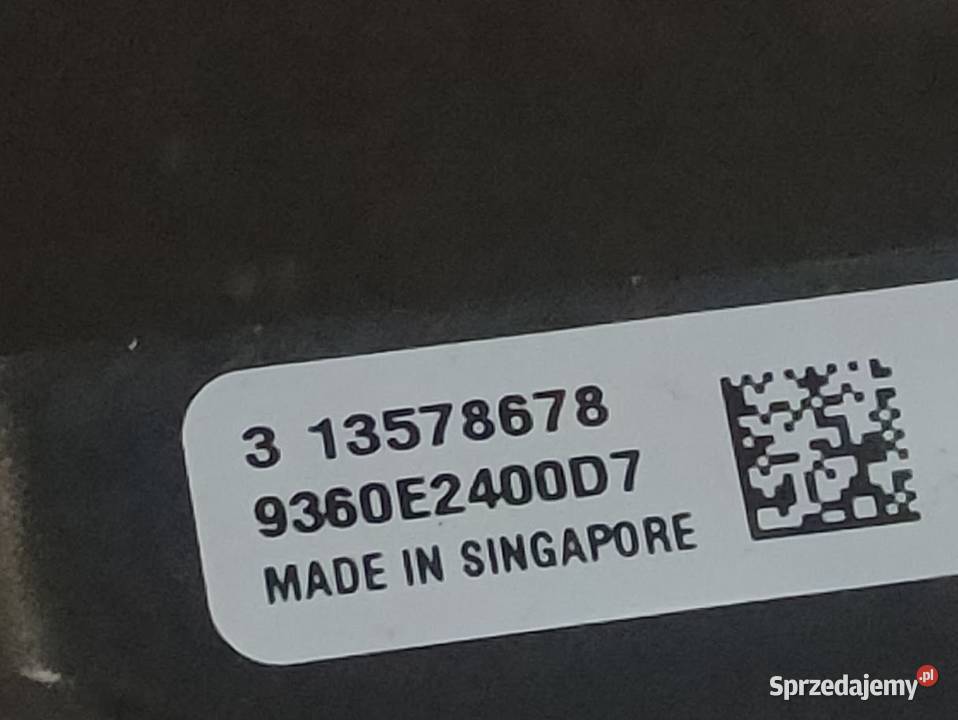 3 13578678
9360E2400D7
MADE IN SINGAPORE
Sprzedajemy.pl